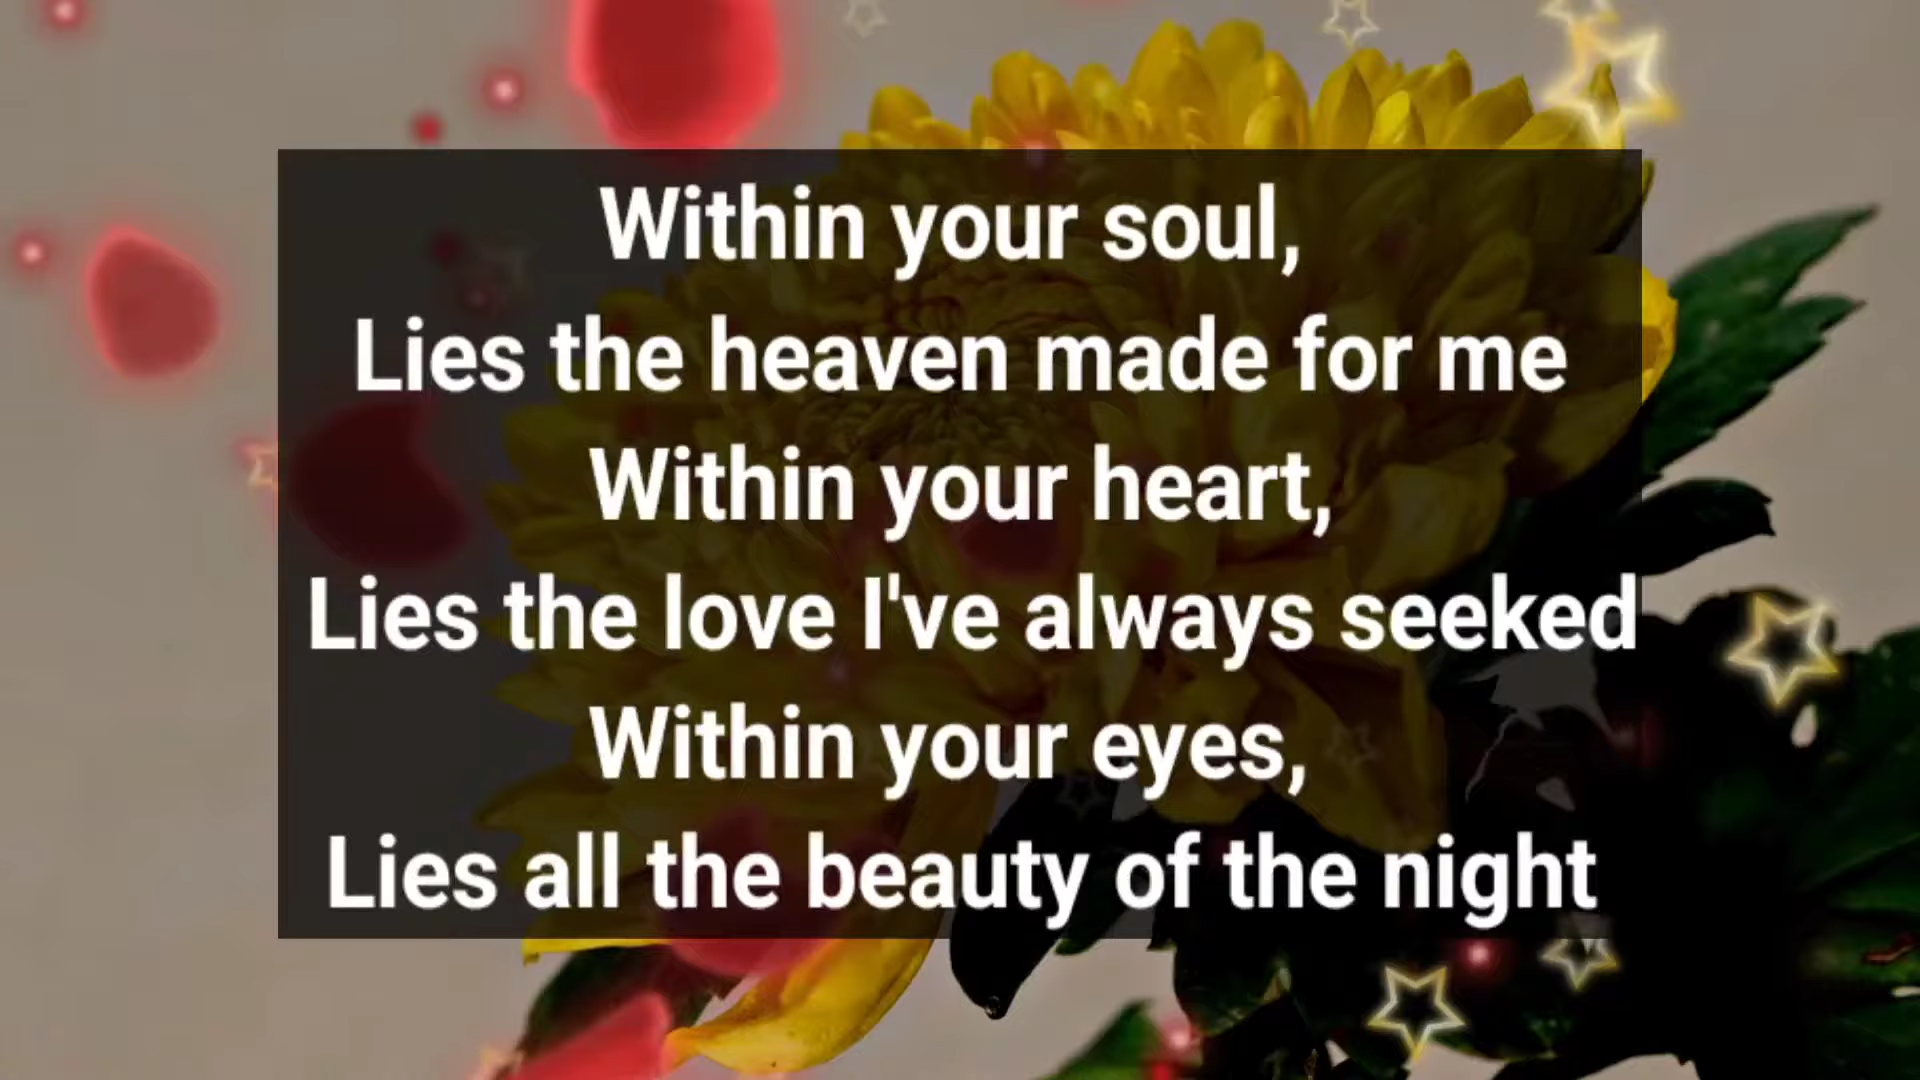 Within your soul,
Lies the heaven made for me
Within your heart,
Lies the love I've always seeked
Within your eyes,
Lies all the beauty of the night